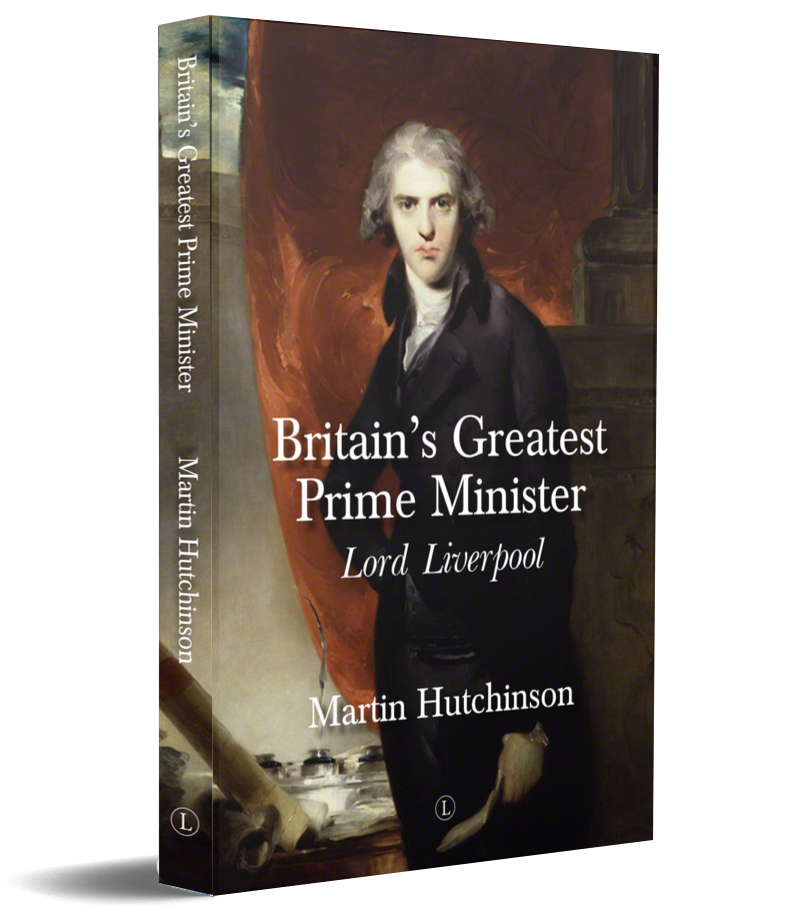 Britain's Greatest Prime Minister
Martin Hutchinson
L
Britain's Greatest
Prime Minister
Lord Liverpool
Martin Hutchinson
L